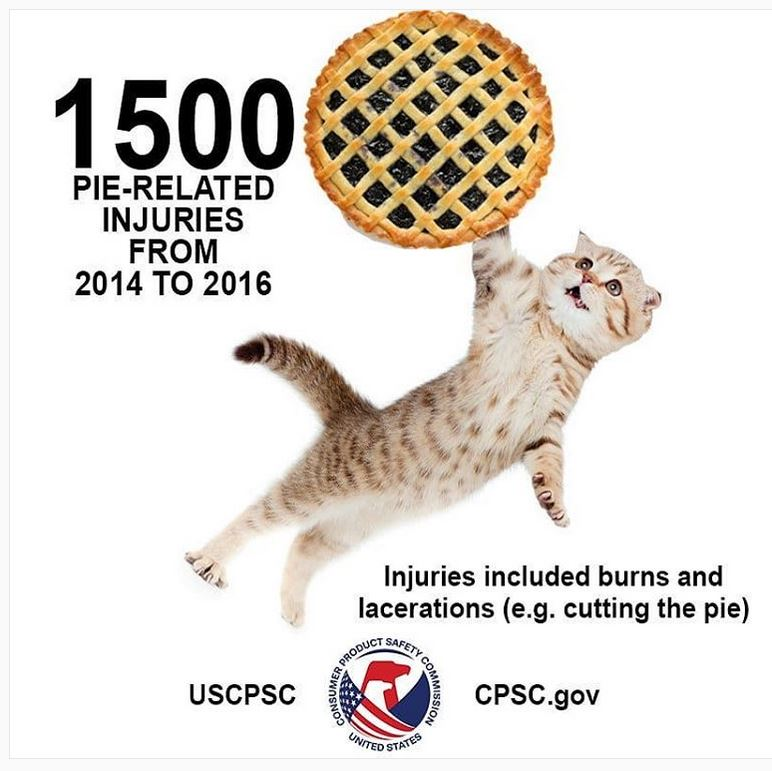 1500
PIE-RELATED
INJURIES
FROM
2014 TO 2016
Injuries included burns and
lacerations (e.g. cutting the pie)
USCPSC
CONSUMER PRODUCT SAFETY COMMISSION
UNITED STATES
CPSC.gov